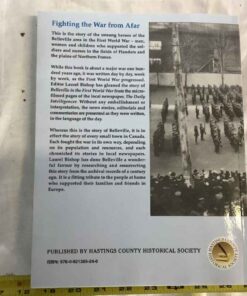 Fighting the War from Afar
This is the story of the unsung heroes of the
Belleville area in the First World War – men,
women and children who supported the sol-
diers and nurses in the fields of Flanders and
the plains of Northern France.
While this book is about a major war one hun-
dred years ago, it was written day by day, week
by week, as the First World War progressed.
Editor Laurel Bishop has gleaned the story of
Belleville in the First World War from the micro-
filmed pages of the local newspaper, The Daily
Intelligencer. Without any embellishment or
interpretation, the news stories, editorials and
commentaries are presented as they were written,
in the language of the day.
Whereas this is the story of Belleville, it is in
effect the story of every small town in Canada.
Each fought the war in its own way, depending
on its population and resources, and each
chronicled its stories in local newspapers.
Laurel Bishop has done Belleville a wonder-
ful favour by researching and resurrecting
this story from the archival records of a century
ago. It is a fitting tribute to the people at home
who supported their families and friends in
Europe.
PUBLISHED BY HASTINGS COUNTY HISTORICAL SOCIETY